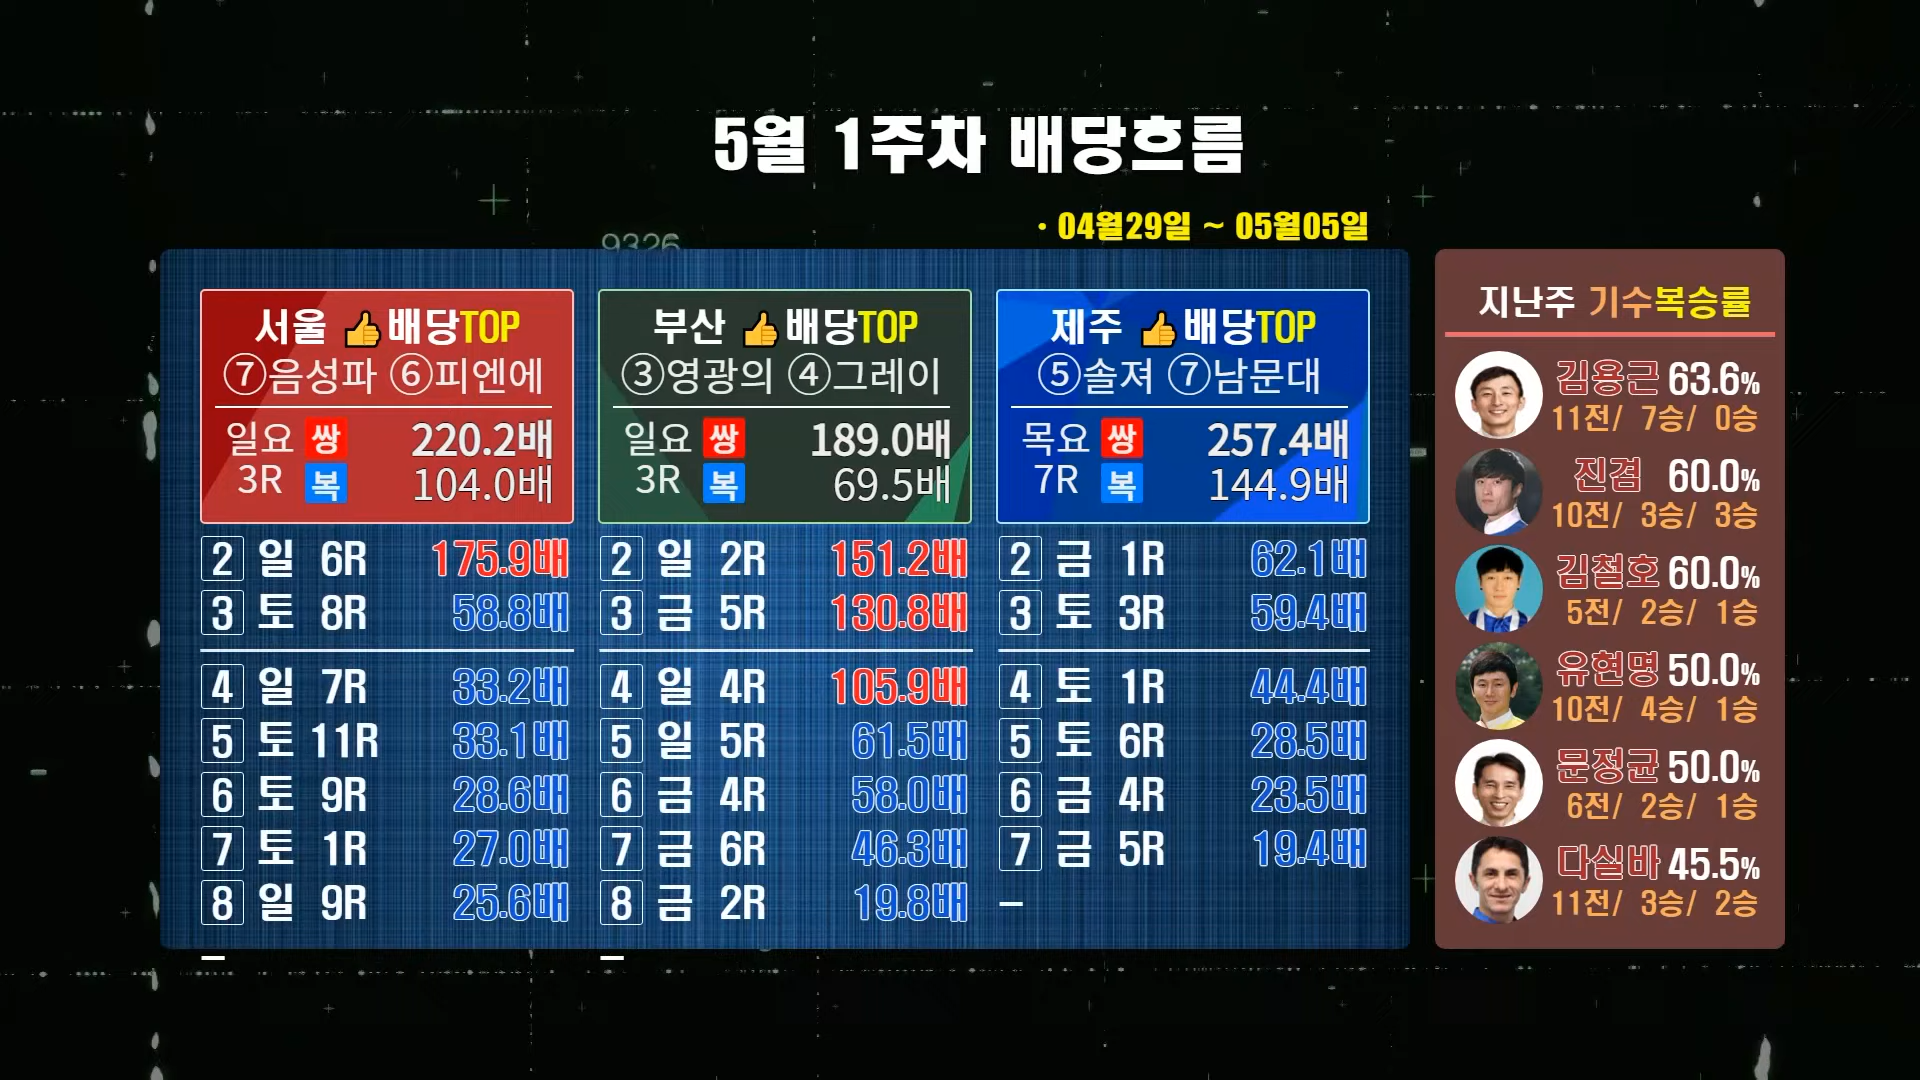 5월 1주차 배당흐름
· 04월29일 ~ 05월05일
9326
서울 👍 배당TOP
⑦음성파 ⑥피엔에
일요 쌍 220.2배
3R 복 104.0배
2 일 6R 175.9배
3 토 8R 58.8배
4 일 7R 33.2배
5 토 11R 33.1배
6 토 9R 28.6배
7 토 1R 27.0배
8 일 9R 25.6배
–
부산 👍 배당TOP
③영광의 ④그레이
일요 쌍 189.0배
3R 복 69.5배
2 일 2R 151.2배
3 금 5R 130.8배
4 일 4R 105.9배
5 일 5R 61.5배
6 금 4R 58.0배
7 금 6R 46.3배
8 금 2R 19.8배
–
제주 👍 배당TOP
⑤솔져 ⑦남문대
목요 쌍 257.4배
7R 복 144.9배
2 금 1R 62.1배
3 토 3R 59.4배
4 토 1R 44.4배
5 토 6R 28.5배
6 금 4R 23.5배
7 금 5R 19.4배
–
지난주 기수복승률
김용근 63.6%
11전/ 7승/ 0승
진겸 60.0%
10전/ 3승/ 3승
김철호 60.0%
5전/ 2승/ 1승
유현명 50.0%
10전/ 4승/ 1승
문정균 50.0%
6전/ 2승/ 1승
다실바 45.5%
11전/ 3승/ 2승